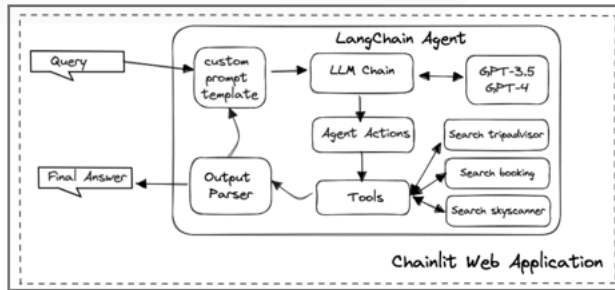 LangChain Agent
Query
custom
prompt
template
LLM Chain
GPT-3.5
GPT-4
Agent Actions
Search tripadvisor
Final Answer
Output
Parser
Tools
Search booking
Search skyscanner
Chainlit Web Application